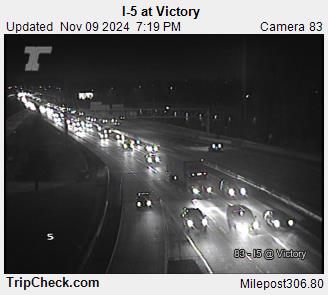 I-5 at Victory
Updated Nov 09 2024 7:19 PM Camera 83
T
S
83 - I5 @ Victory
TripCheck.com Milepost306.80